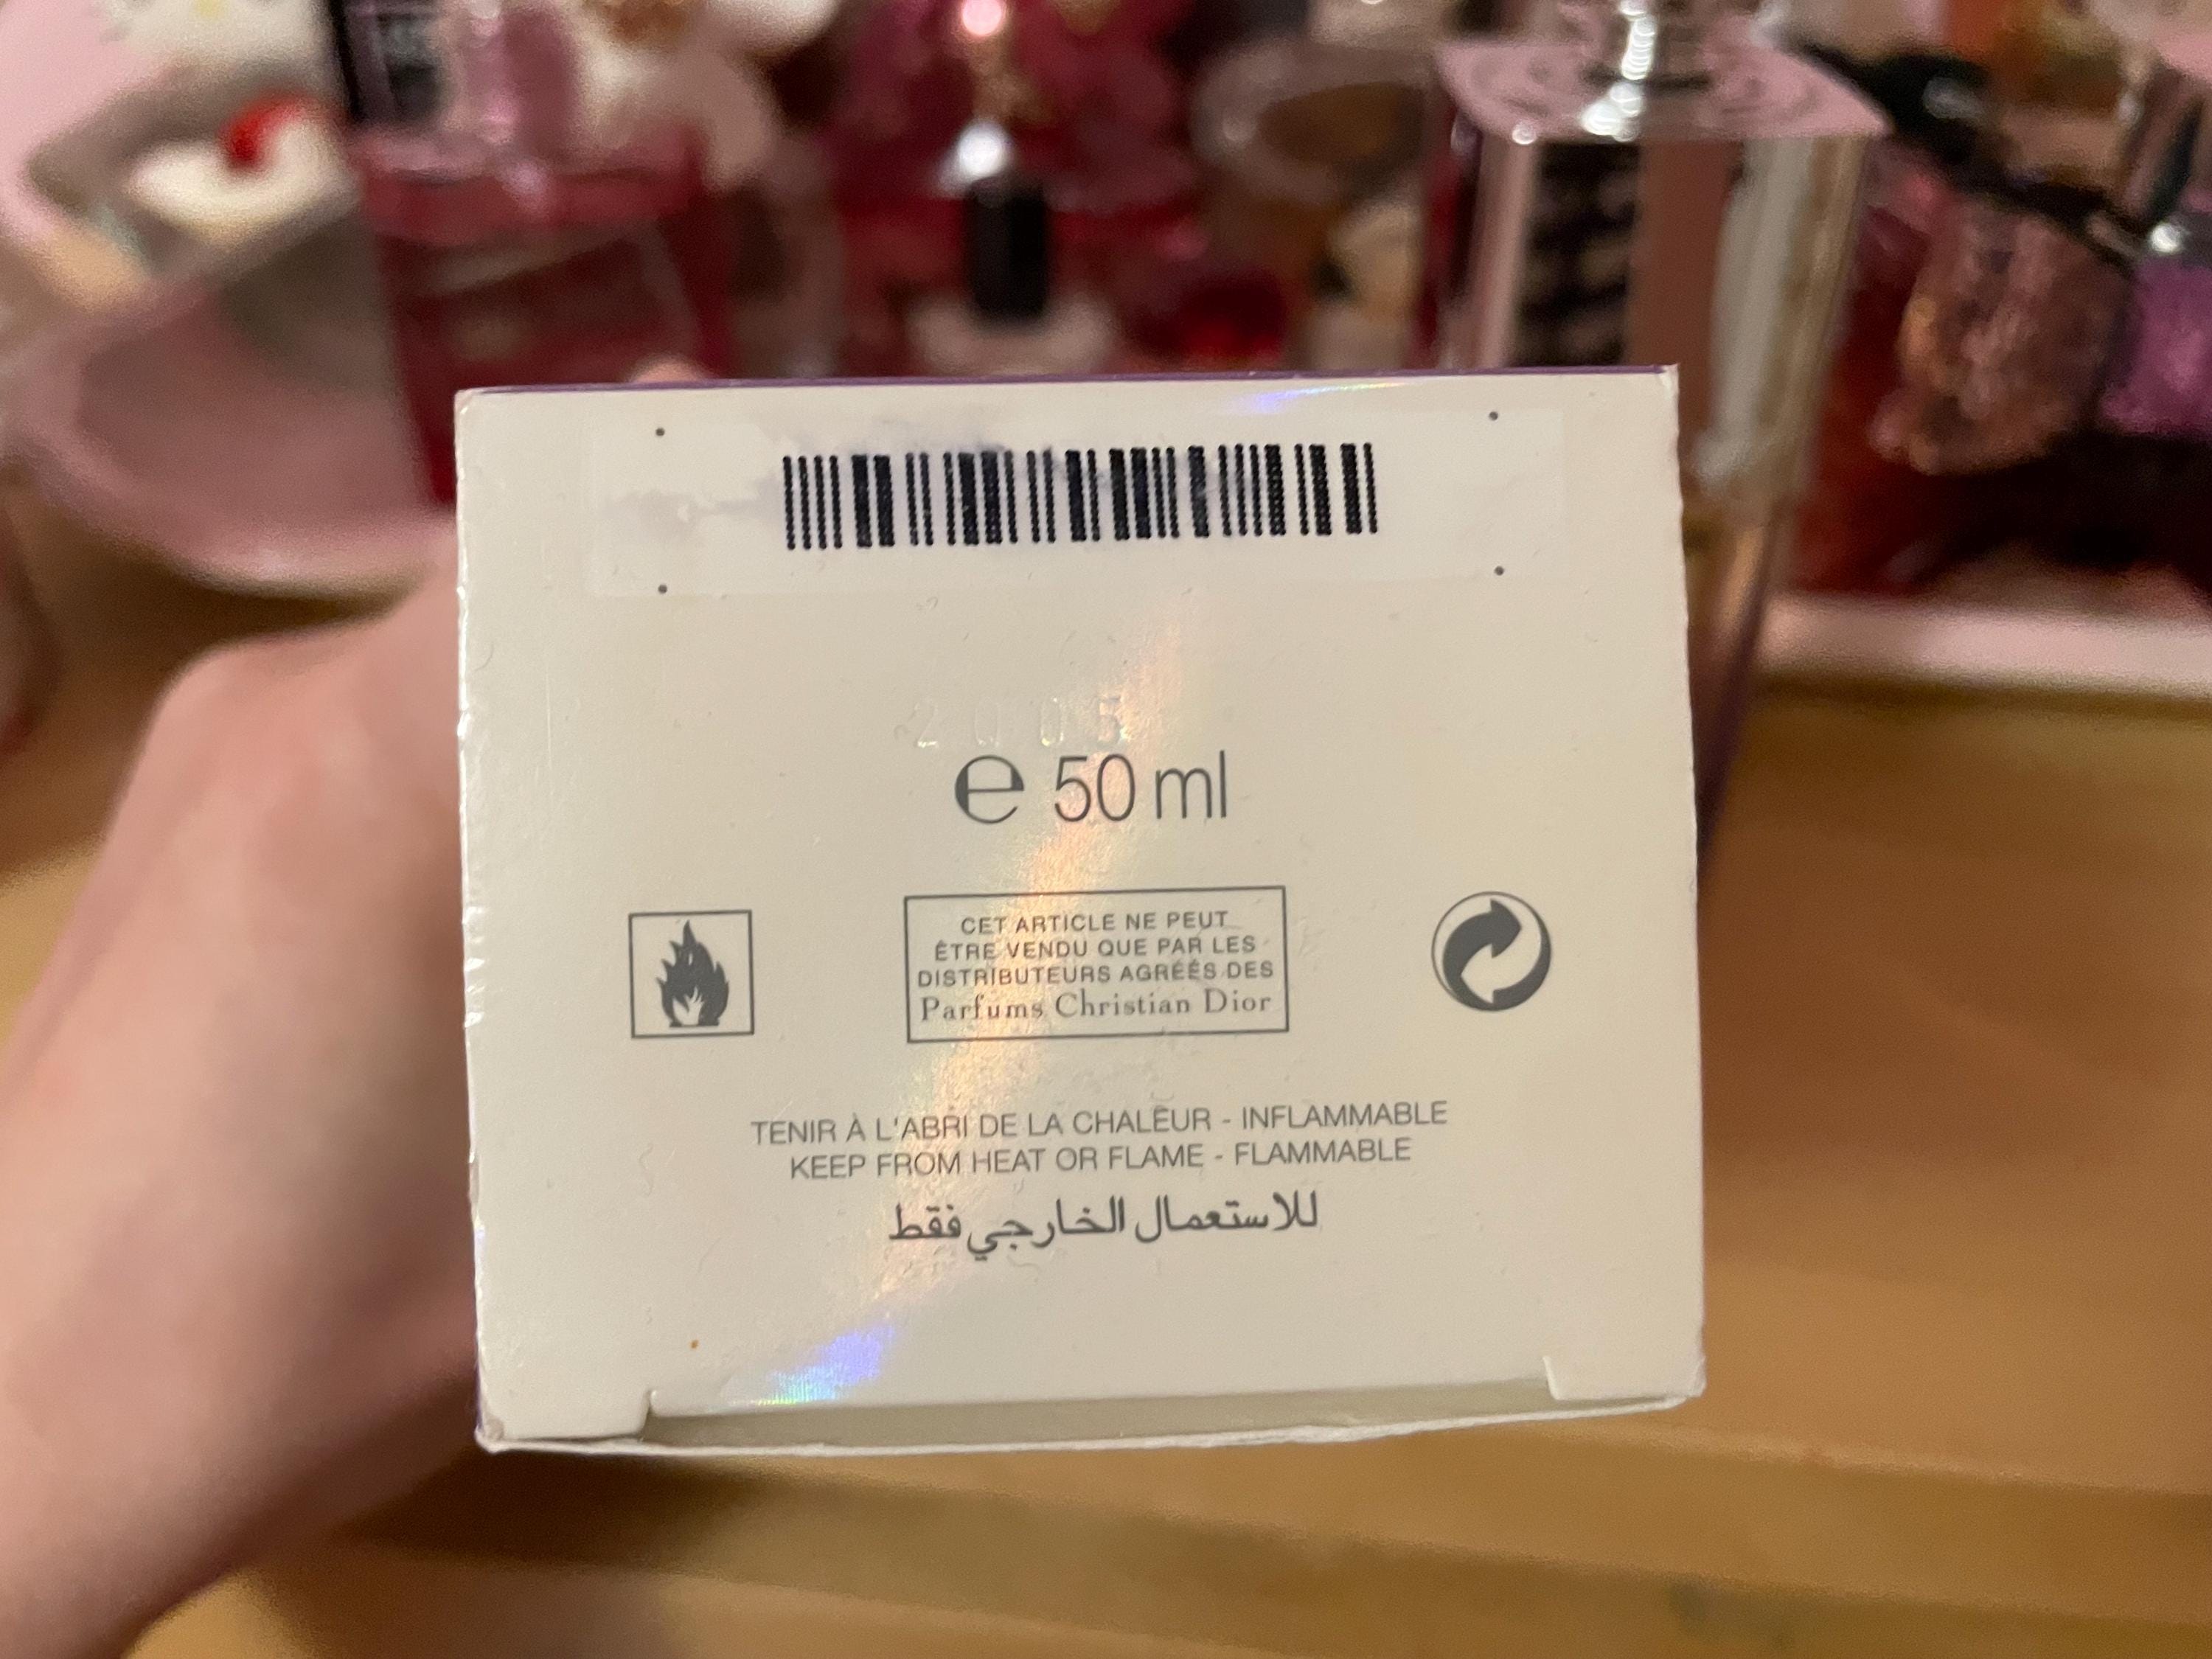 2005
℮ 50 ml
CET ARTICLE NE PEUT
ÊTRE VENDU QUE PAR LES
DISTRIBUTEURS AGRÉÉS DES
Parfums Christian Dior
TENIR À L'ABRI DE LA CHALEUR - INFLAMMABLE
KEEP FROM HEAT OR FLAME - FLAMMABLE
للاستعمال الخارجي فقط